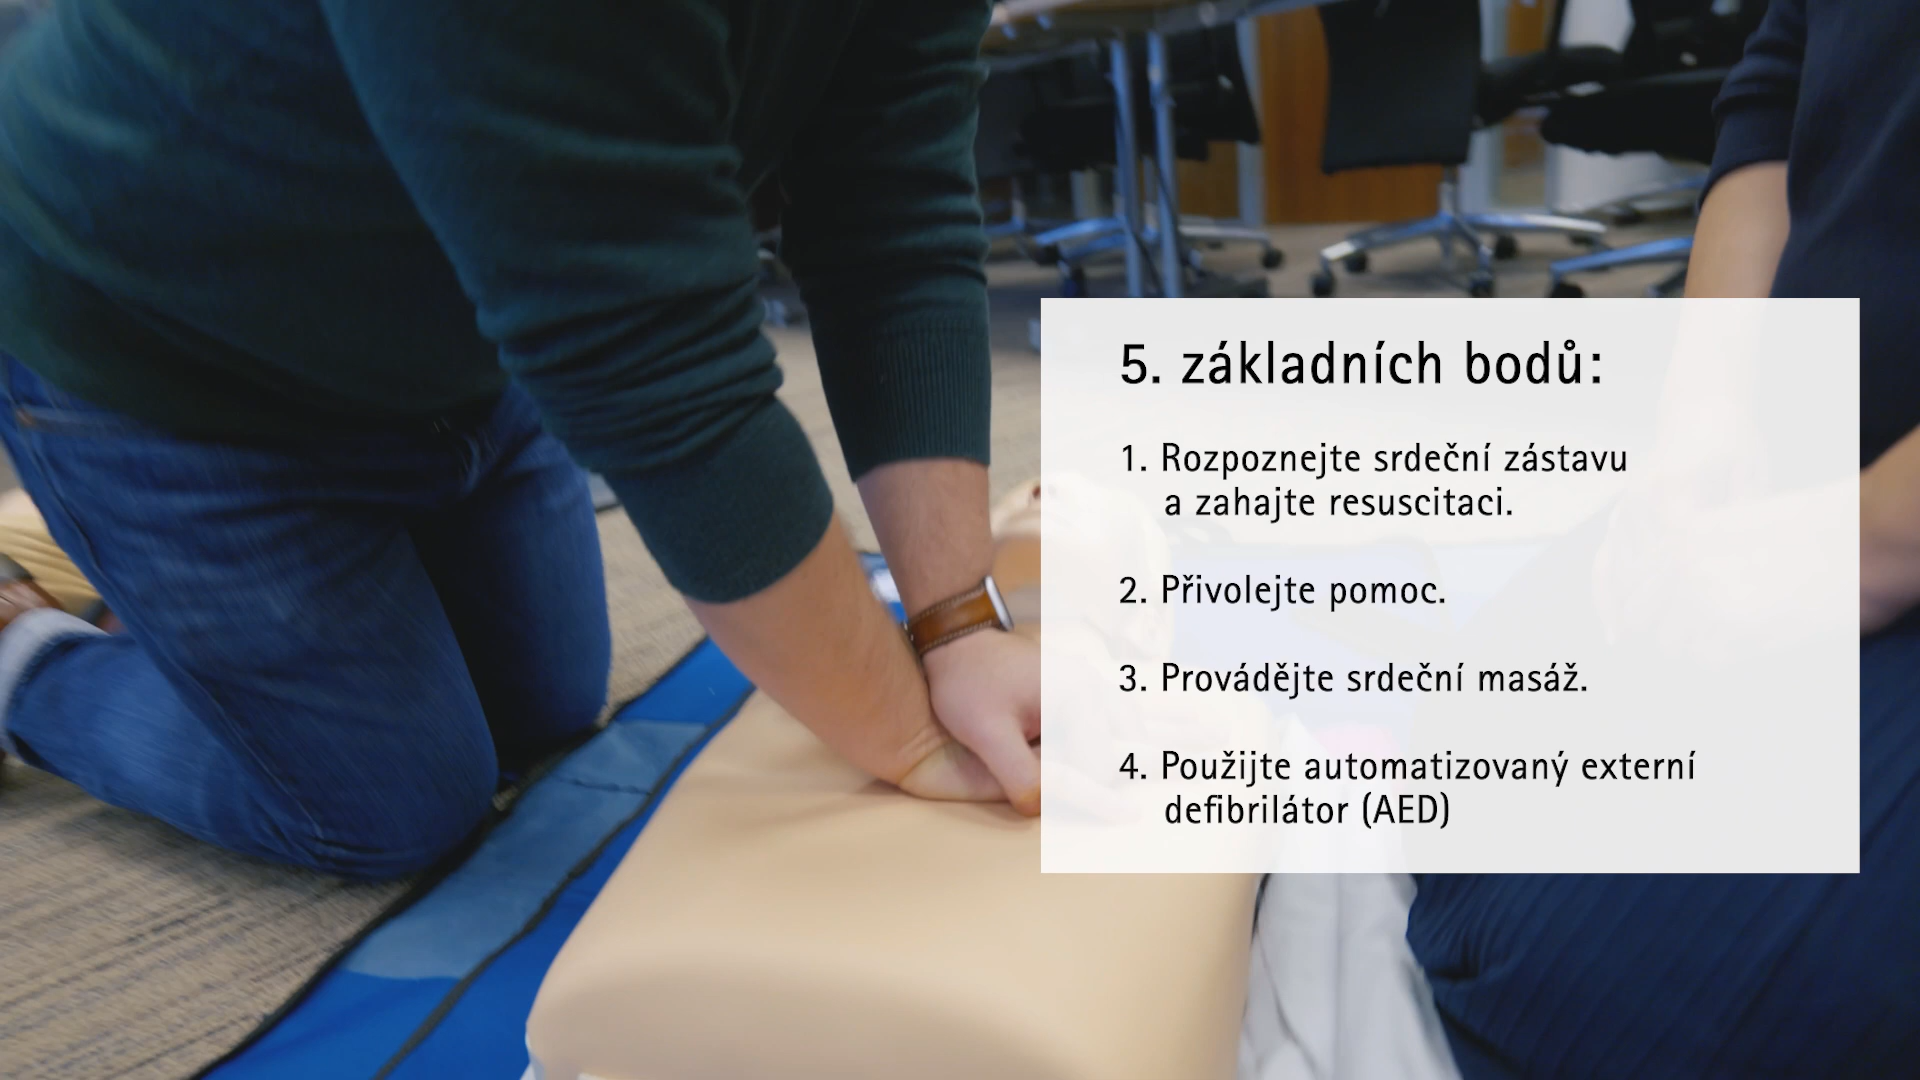 5. základních bodů:
1. Rozpoznejte srdeční zástavu
a zahajte resuscitaci.
2. Přivolejte pomoc.
3. Provádějte srdeční masáž.
4. Použijte automatizovaný externí
defibrilátor (AED)